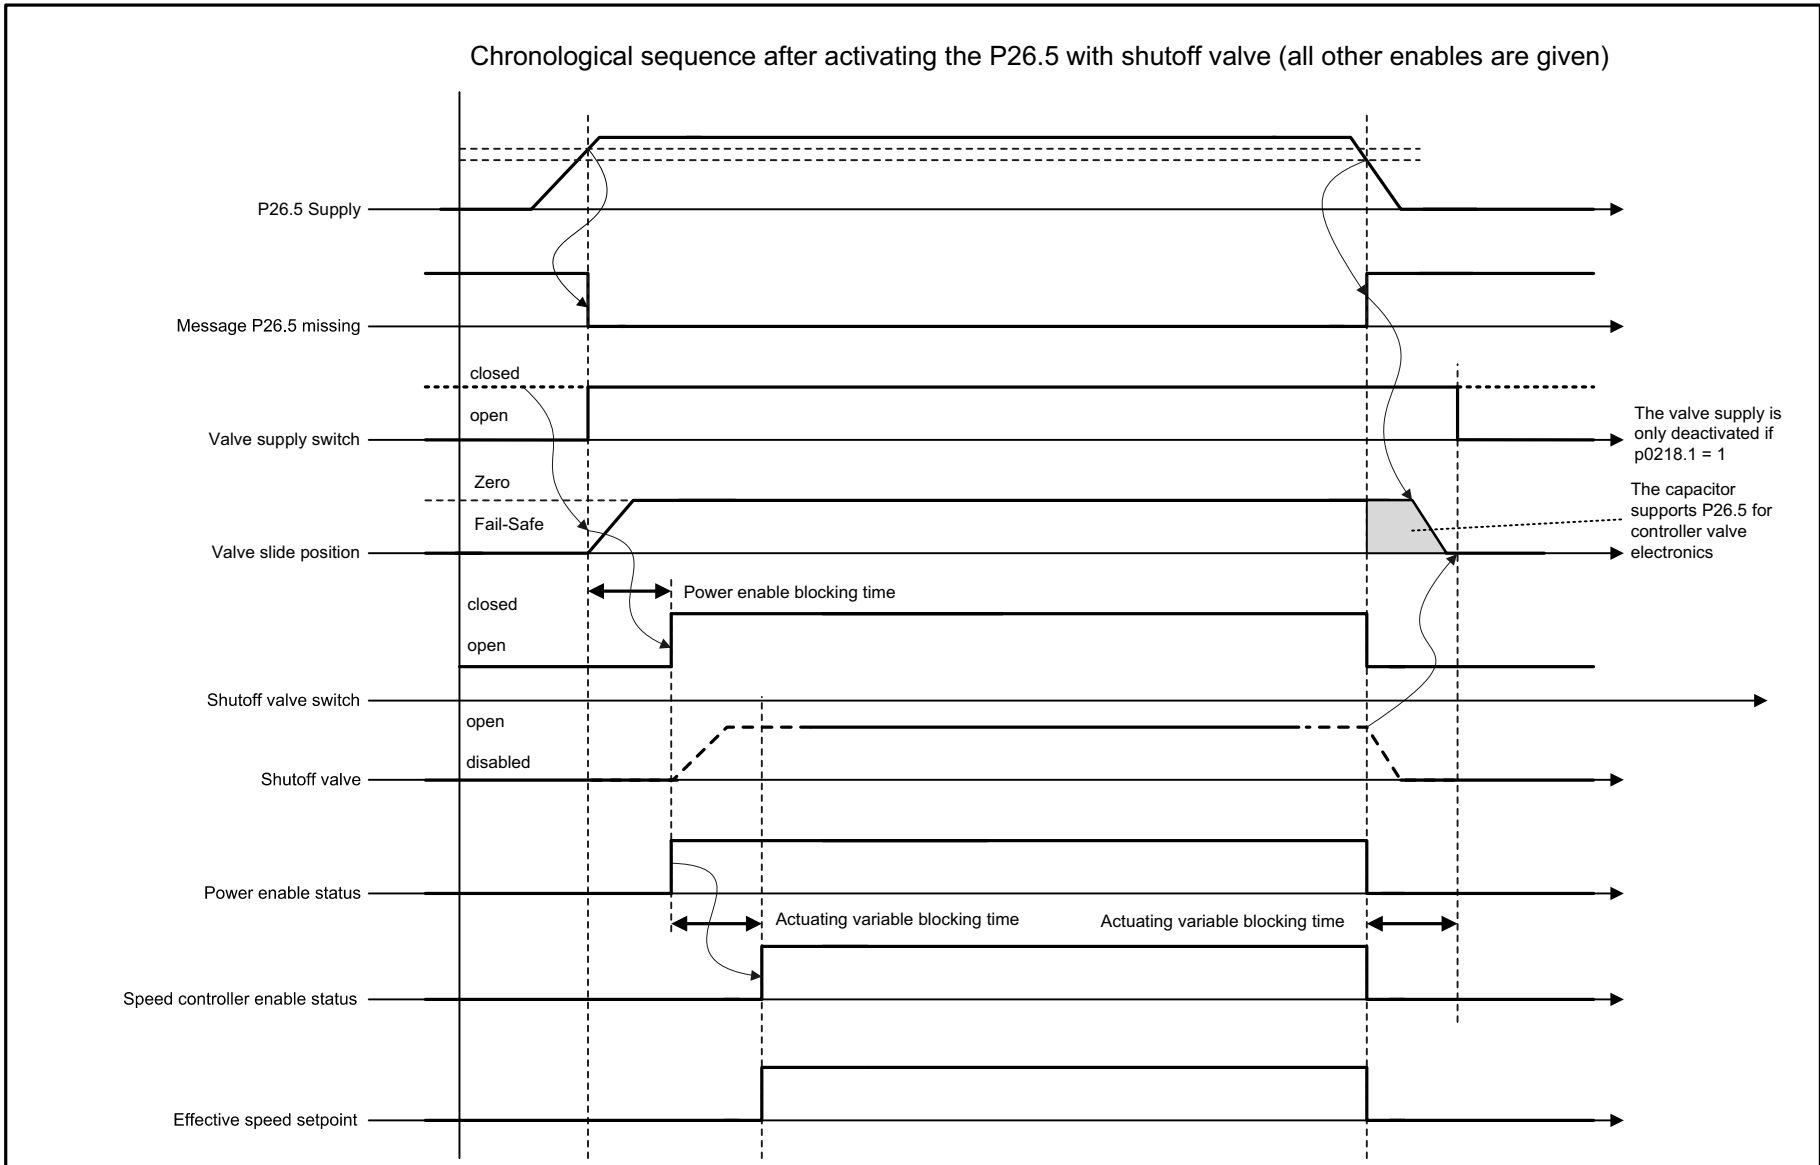 Chronological sequence after activating the P26.5 with shutoff valve (all other enables are given)
P26.5 Supply
Message P26.5 missing
closed
open
Valve supply switch
The valve supply is
only deactivated if
p0218.1 = 1
Zero
Fail-Safe
Valve slide position
The capacitor
supports P26.5 for
controller valve
electronics
Power enable blocking time
closed
open
Shutoff valve switch
open
disabled
Shutoff valve
Power enable status
Actuating variable blocking time
Actuating variable blocking time
Speed controller enable status
Effective speed setpoint